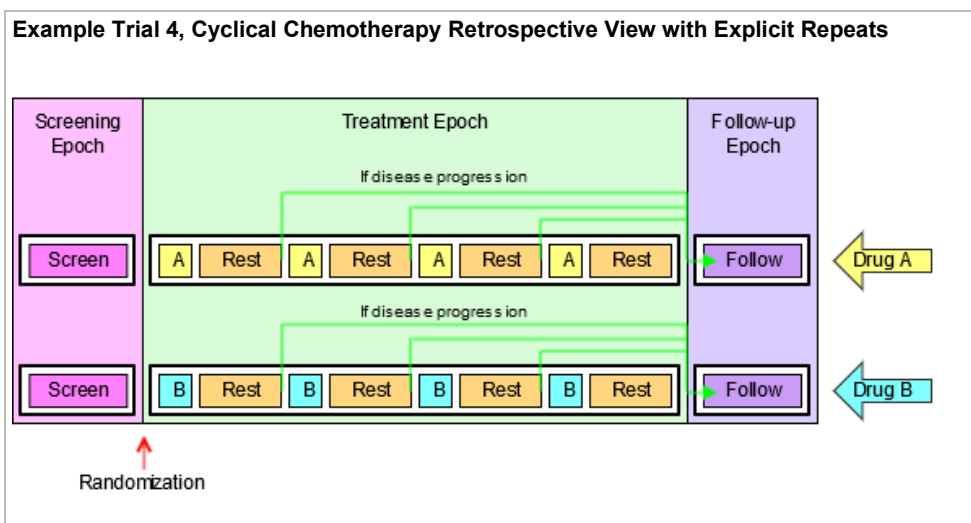 Example Trial 4, Cyclical Chemotherapy Retrospective View with Explicit Repeats
Screening
Epoch
Treatment Epoch
Follow-up
Epoch
If disease progression
Screen
A Rest A Rest A Rest A Rest
Follow
Drug A
If disease progression
Screen
B Rest B Rest B Rest B Rest
Follow
Drug B
Randomization